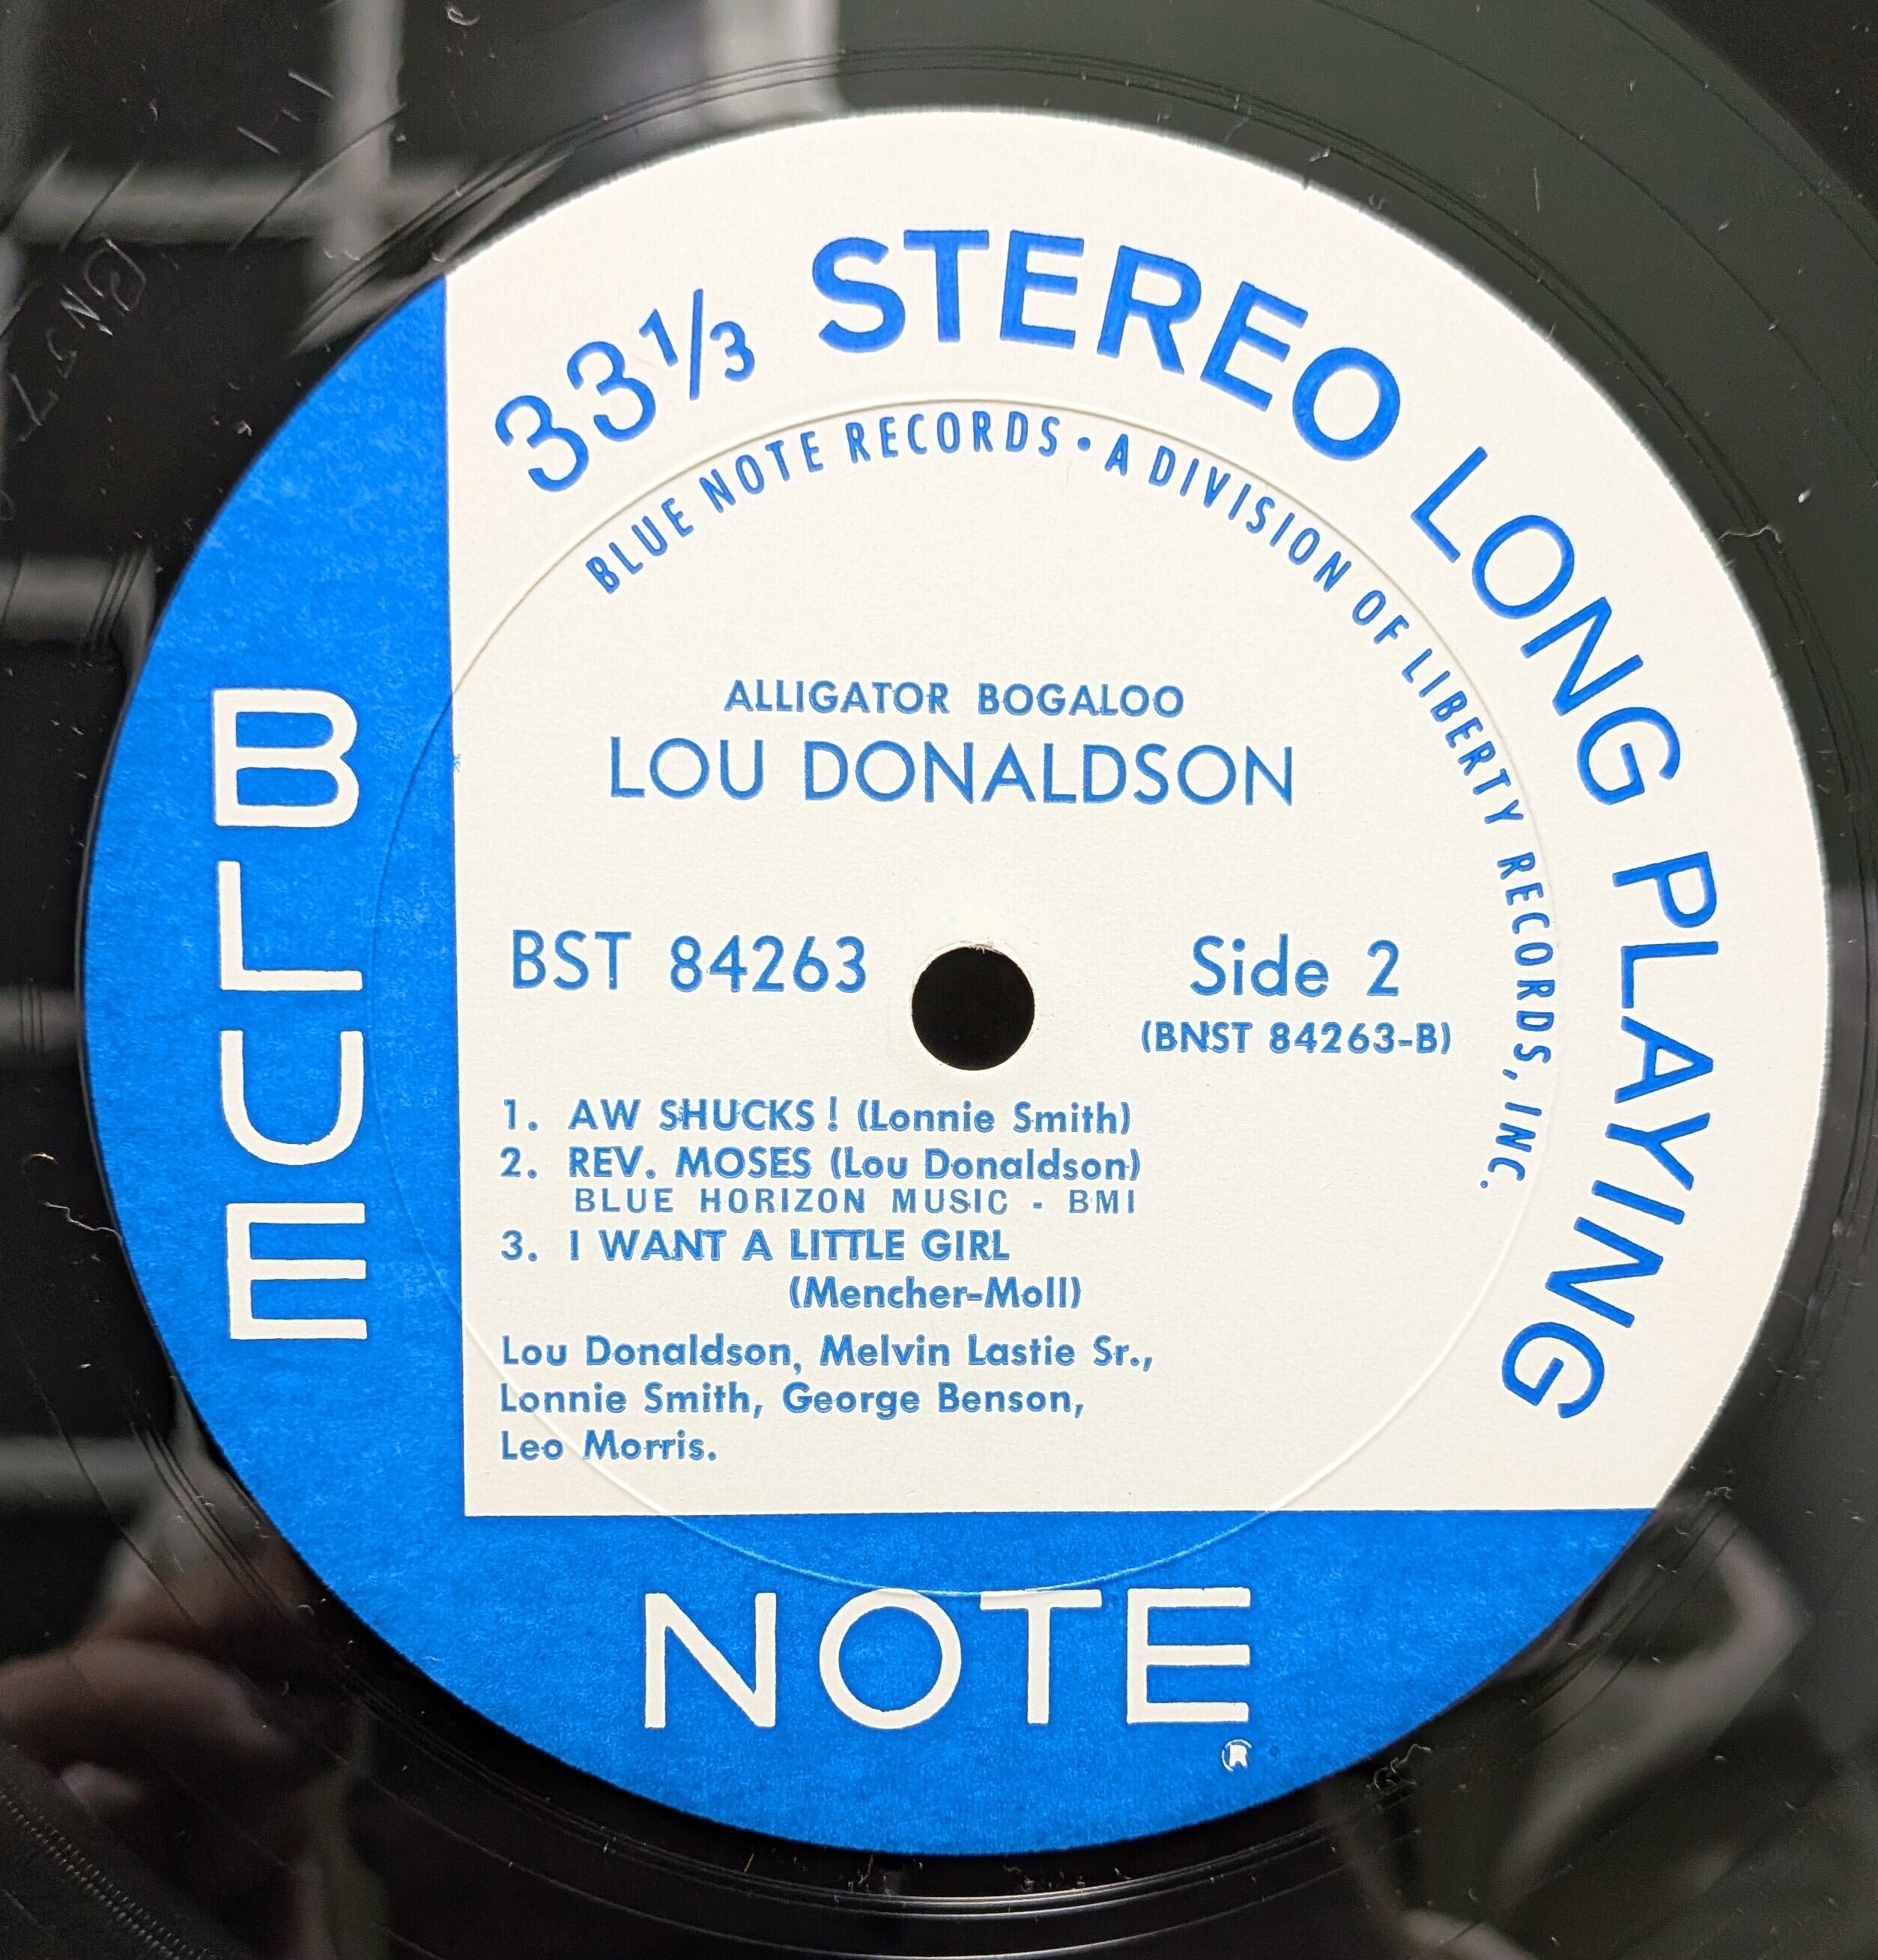 33⅓ STEREO LONG PLAYING
BLUE NOTE RECORDS • A DIVISION OF LIBERTY RECORDS, INC.
ALLIGATOR BOGALOO
LOU DONALDSON
BST 84263
Side 2
(BNST 84263-B)
1. AW SHUCKS! (Lonnie Smith)
2. REV. MOSES (Lou Donaldson)
BLUE HORIZON MUSIC - BMI
3. I WANT A LITTLE GIRL
(Mencher-Moll)
Lou Donaldson, Melvin Lastie Sr.,
Lonnie Smith, George Benson,
Leo Morris.
BLUE
NOTE
®